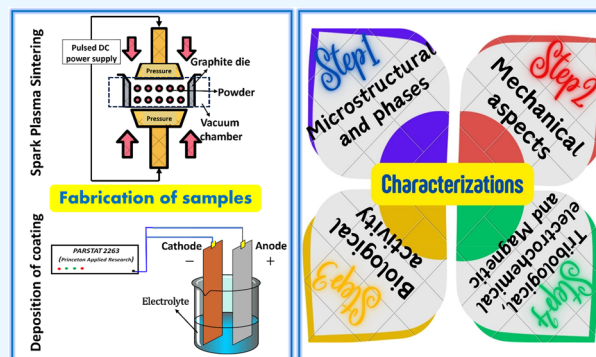 Spark Plasma Sintering
Pulsed DC
power supply
Pressure
Graphite die
Powder
Vacuum
chamber
Pressure
Fabrication of samples
Deposition of coating
PARSTAT 2263
(Princeton Applied Research)
Cathode
Anode
−
+
Electrolyte
Step1
Microstructural
and phases
Step2
Mechanical
aspects
Characterizations
Biological
activity
Step3
Tribological,
electrochemical
and Magnetic
Step4